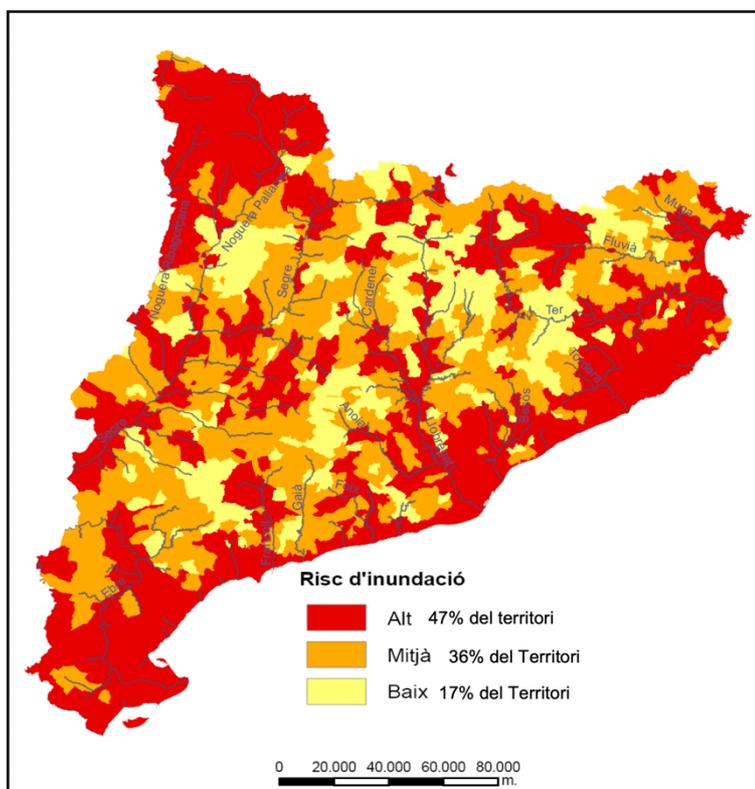 Noguera Pallaresa
Noguera Ribagorçana
Segre
Cardener
Muga
Fluvià
Ter
Tordera
Besòs
Llobregat
Anoia
Segre
Gaià
Foix
Francolí
Ebre
Risc d'inundació
Alt 47% del territori
Mitjà 36% del Territori
Baix 17% del Territori
0 20.000 40.000 60.000 80.000
m.